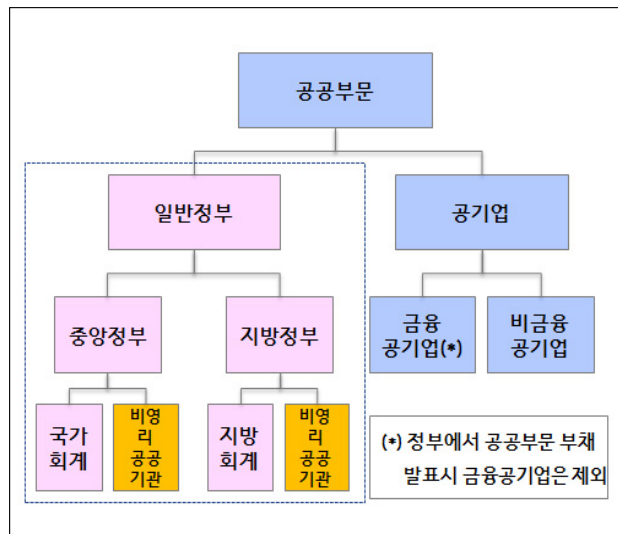 공공부문
일반정부
공기업
중앙정부
지방정부
금융
공기업(*)
비금융
공기업
국가
회계
비영
리
공공
기관
지방
회계
비영
리
공공
기관
(*) 정부에서 공공부문 부채
발표시 금융공기업은 제외